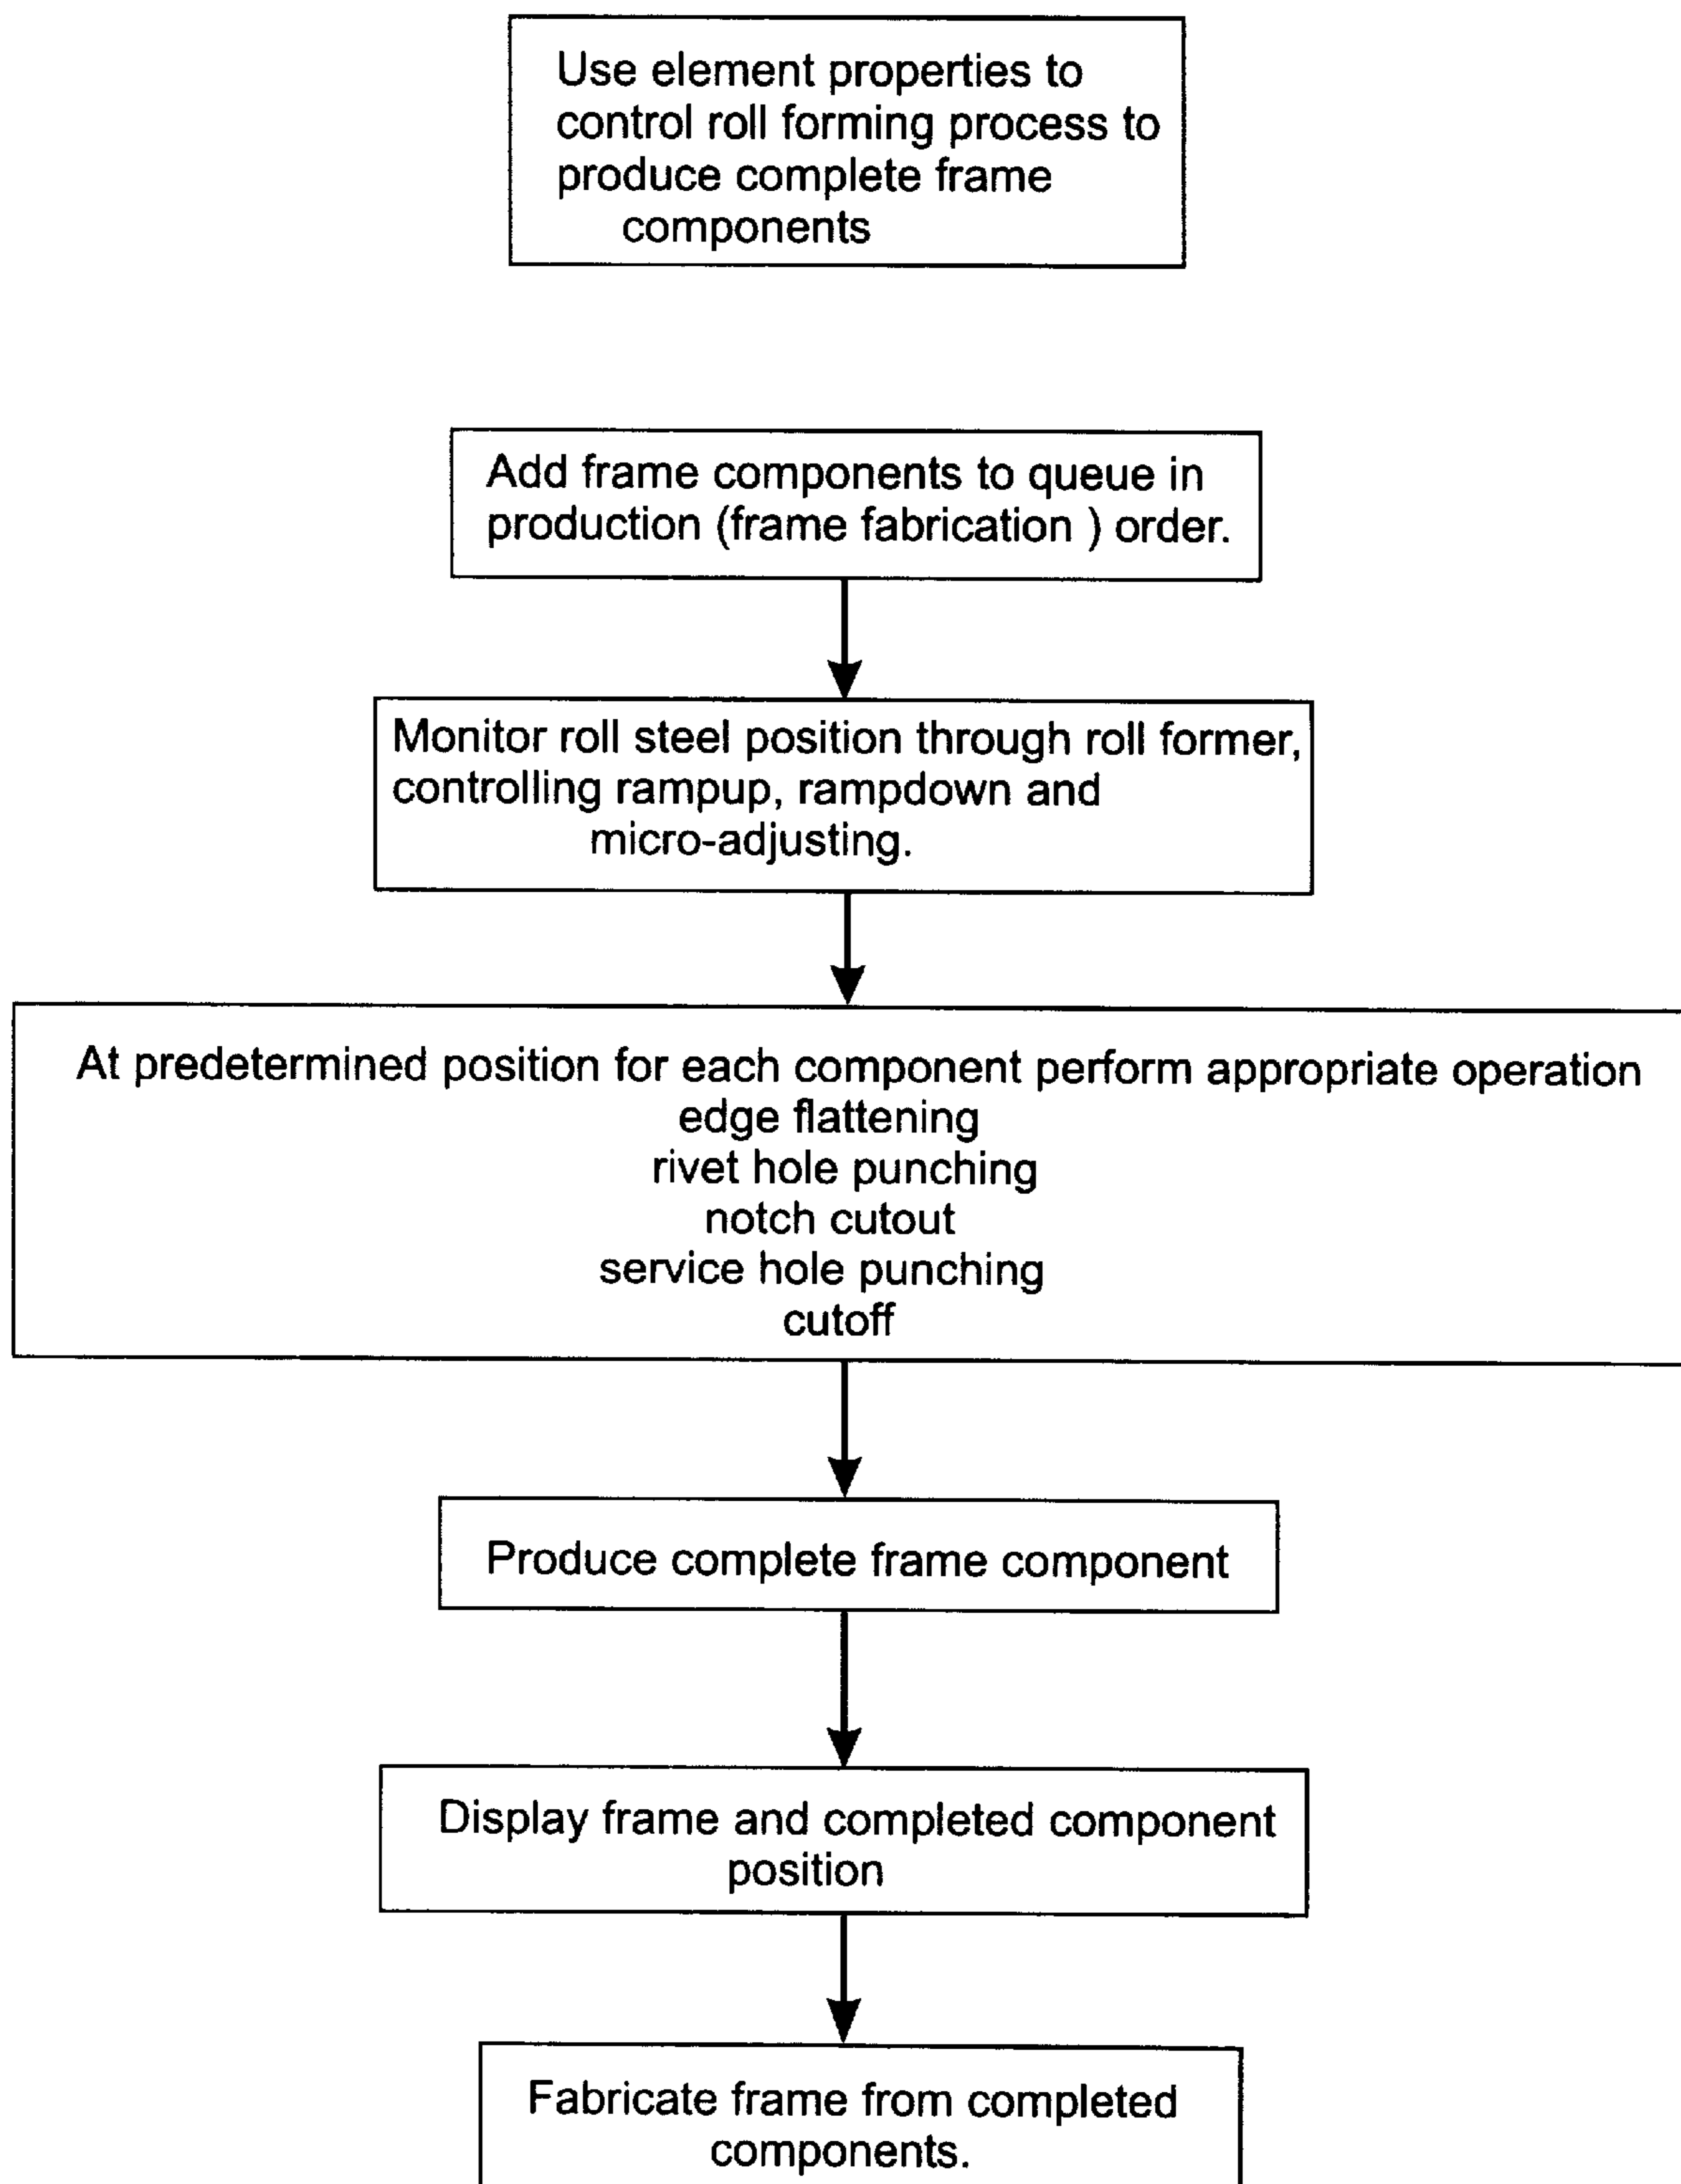 Use element properties to
control roll forming process to
produce complete frame
components
Add frame components to queue in
production (frame fabrication ) order.
Monitor roll steel position through roll former,
controlling rampup, rampdown and
micro-adjusting.
At predetermined position for each component perform appropriate operation
edge flattening
rivet hole punching
notch cutout
service hole punching
cutoff
Produce complete frame component
Display frame and completed component
position
Fabricate frame from completed
components.